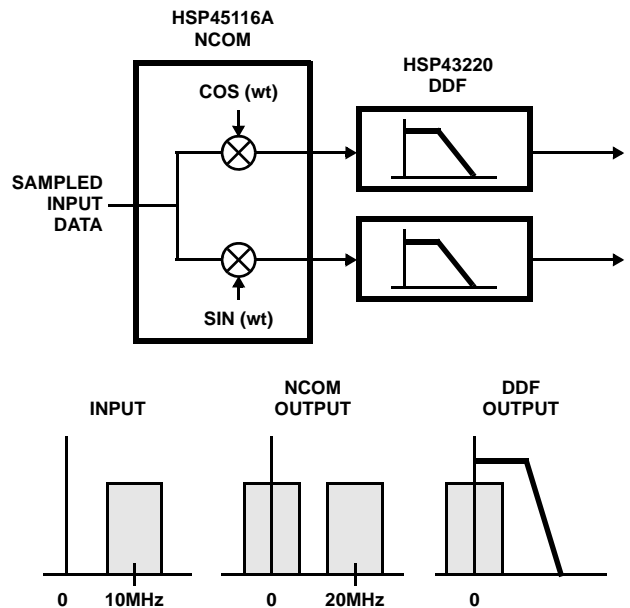 HSP45116A
NCOM
HSP43220
DDF
COS (wt)
SAMPLED
INPUT
DATA
SIN (wt)
INPUT
NCOM
OUTPUT
DDF
OUTPUT
0 10MHz
0 20MHz
0